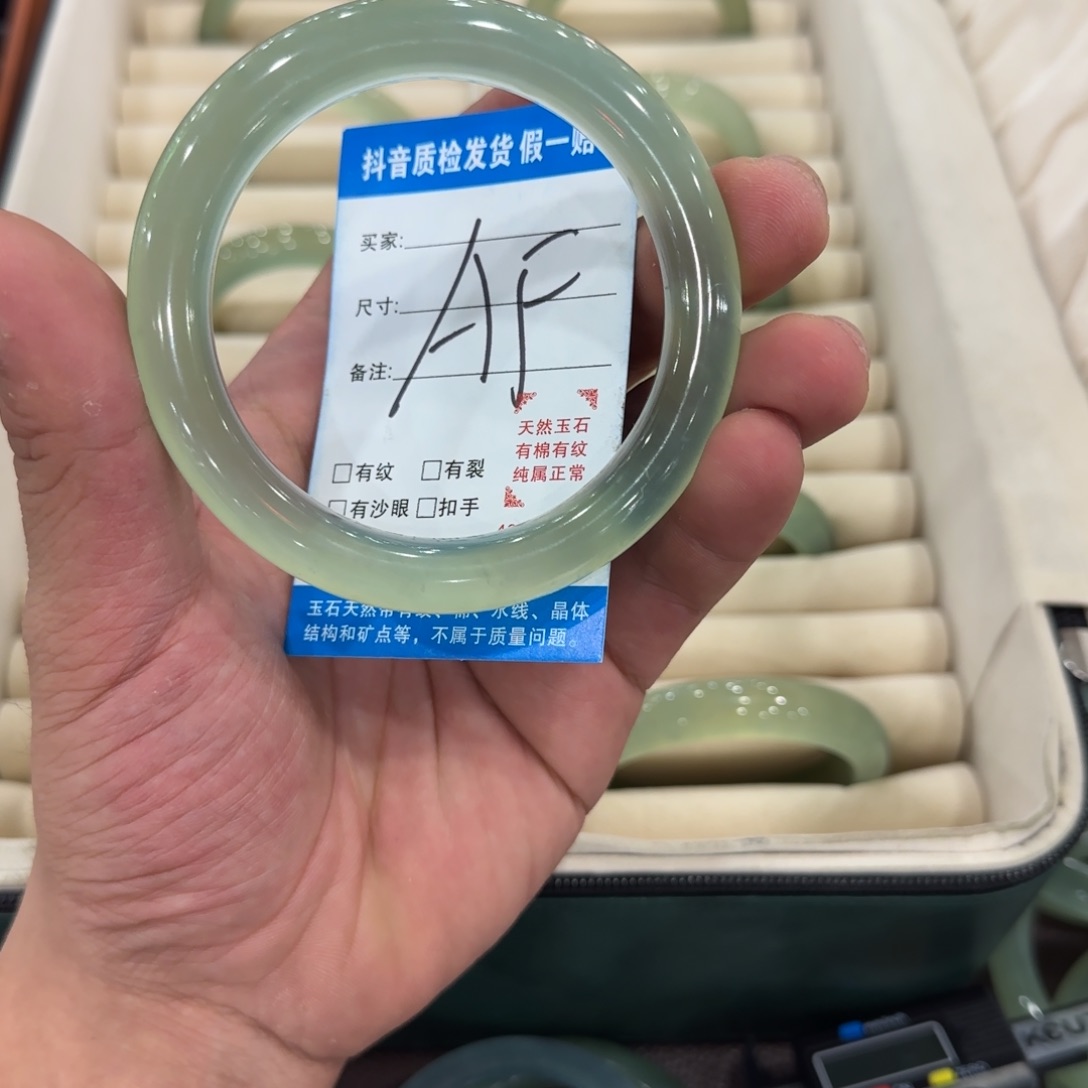 抖音质检发货 假一赔
买家:
AF
尺寸:
备注:
天然玉石
有棉有纹
纯属正常
□有纹 □有裂
□有沙眼 □扣手
玉石天然带有 棉、水线、晶体
结构和矿点等，不属于质量问题。